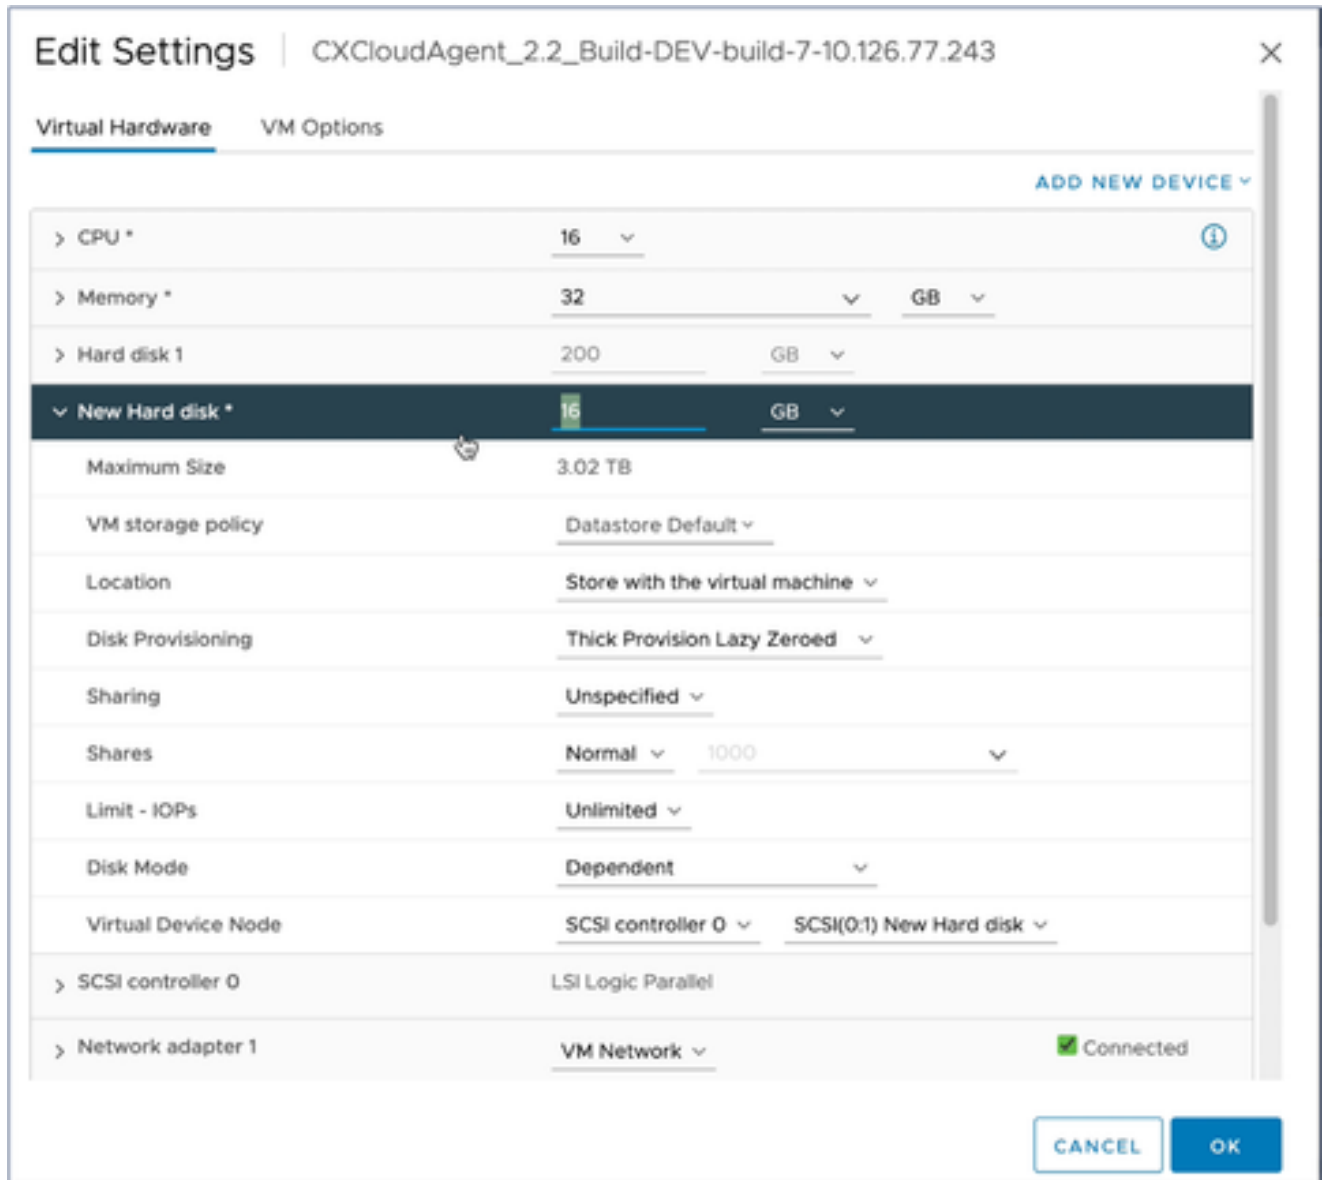 Edit Settings CXCloudAgent_2.2_Build-DEV-build-7-10.126.77.243
Virtual Hardware VM Options
ADD NEW DEVICE
CPU * 16
Memory * 32 GB
Hard disk 1 200 GB
New Hard disk * 16 GB
Maximum Size 3.02 TB
VM storage policy Datastore Default
Location Store with the virtual machine
Disk Provisioning Thick Provision Lazy Zeroed
Sharing Unspecified
Shares Normal 1000
Limit - IOPs Unlimited
Disk Mode Dependent
Virtual Device Node SCSI controller 0 SCSI(0:1) New Hard disk
SCSI controller 0 LSI Logic Parallel
Network adapter 1 VM Network Connected
CANCEL OK